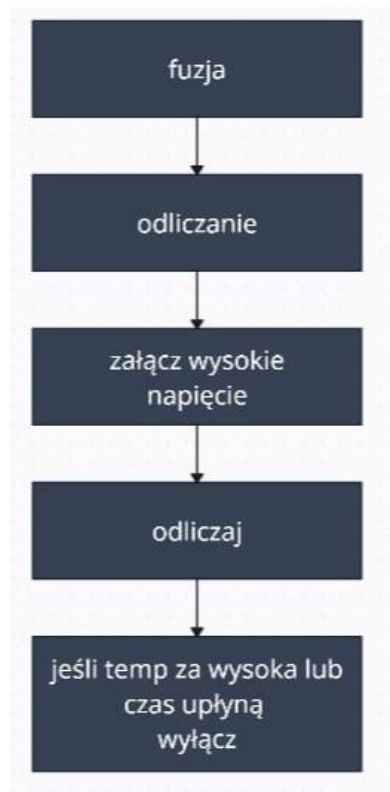 fuzja
odliczanie
załącz wysokie
napięcie
odliczaj
jeśli temp za wysoka lub
czas upłyną
wyłącz